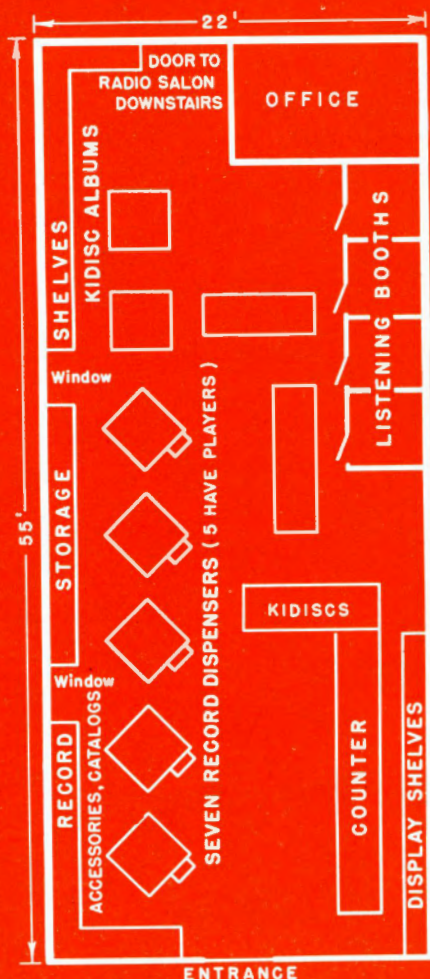 22'
DOOR TO
RADIO SALON
DOWNSTAIRS
OFFICE
SHELVES
KIDISC ALBUMS
LISTENING BOOTHS
Window
55'
STORAGE
SEVEN RECORD DISPENSERS (5 HAVE PLAYERS)
KIDISCS
Window
RECORD
ACCESSORIES, CATALOGS
COUNTER
DISPLAY SHELVES
ENTRANCE